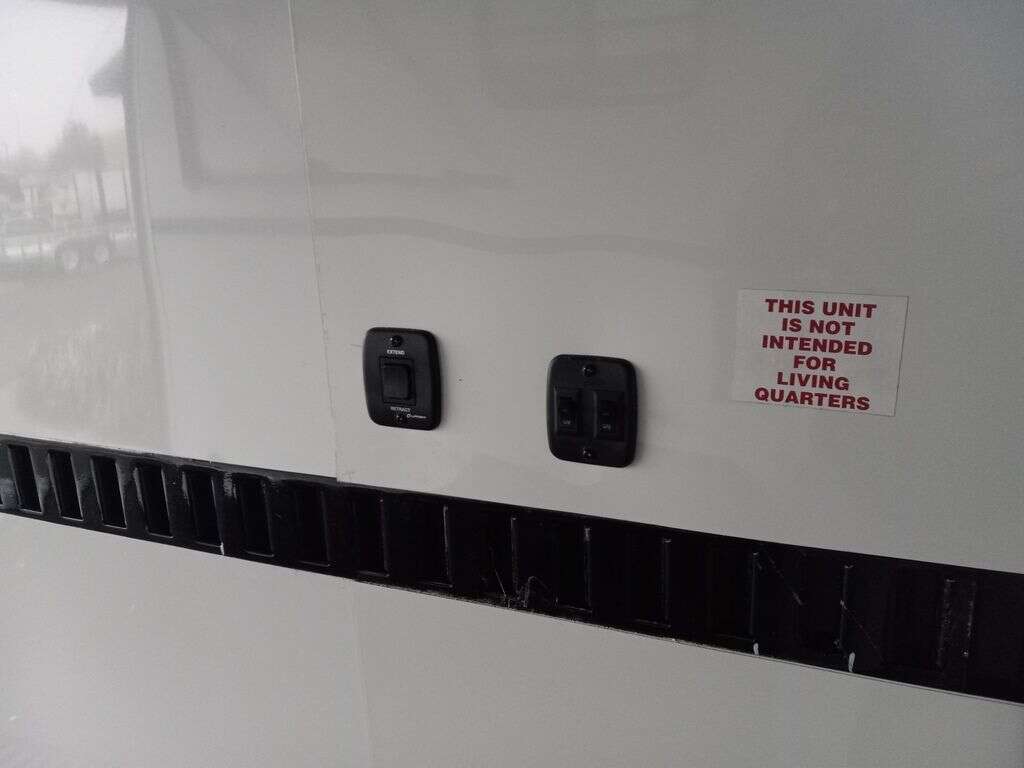 EXTEND
RETRACT
THIS UNIT
IS NOT
INTENDED
FOR
LIVING
QUARTERS